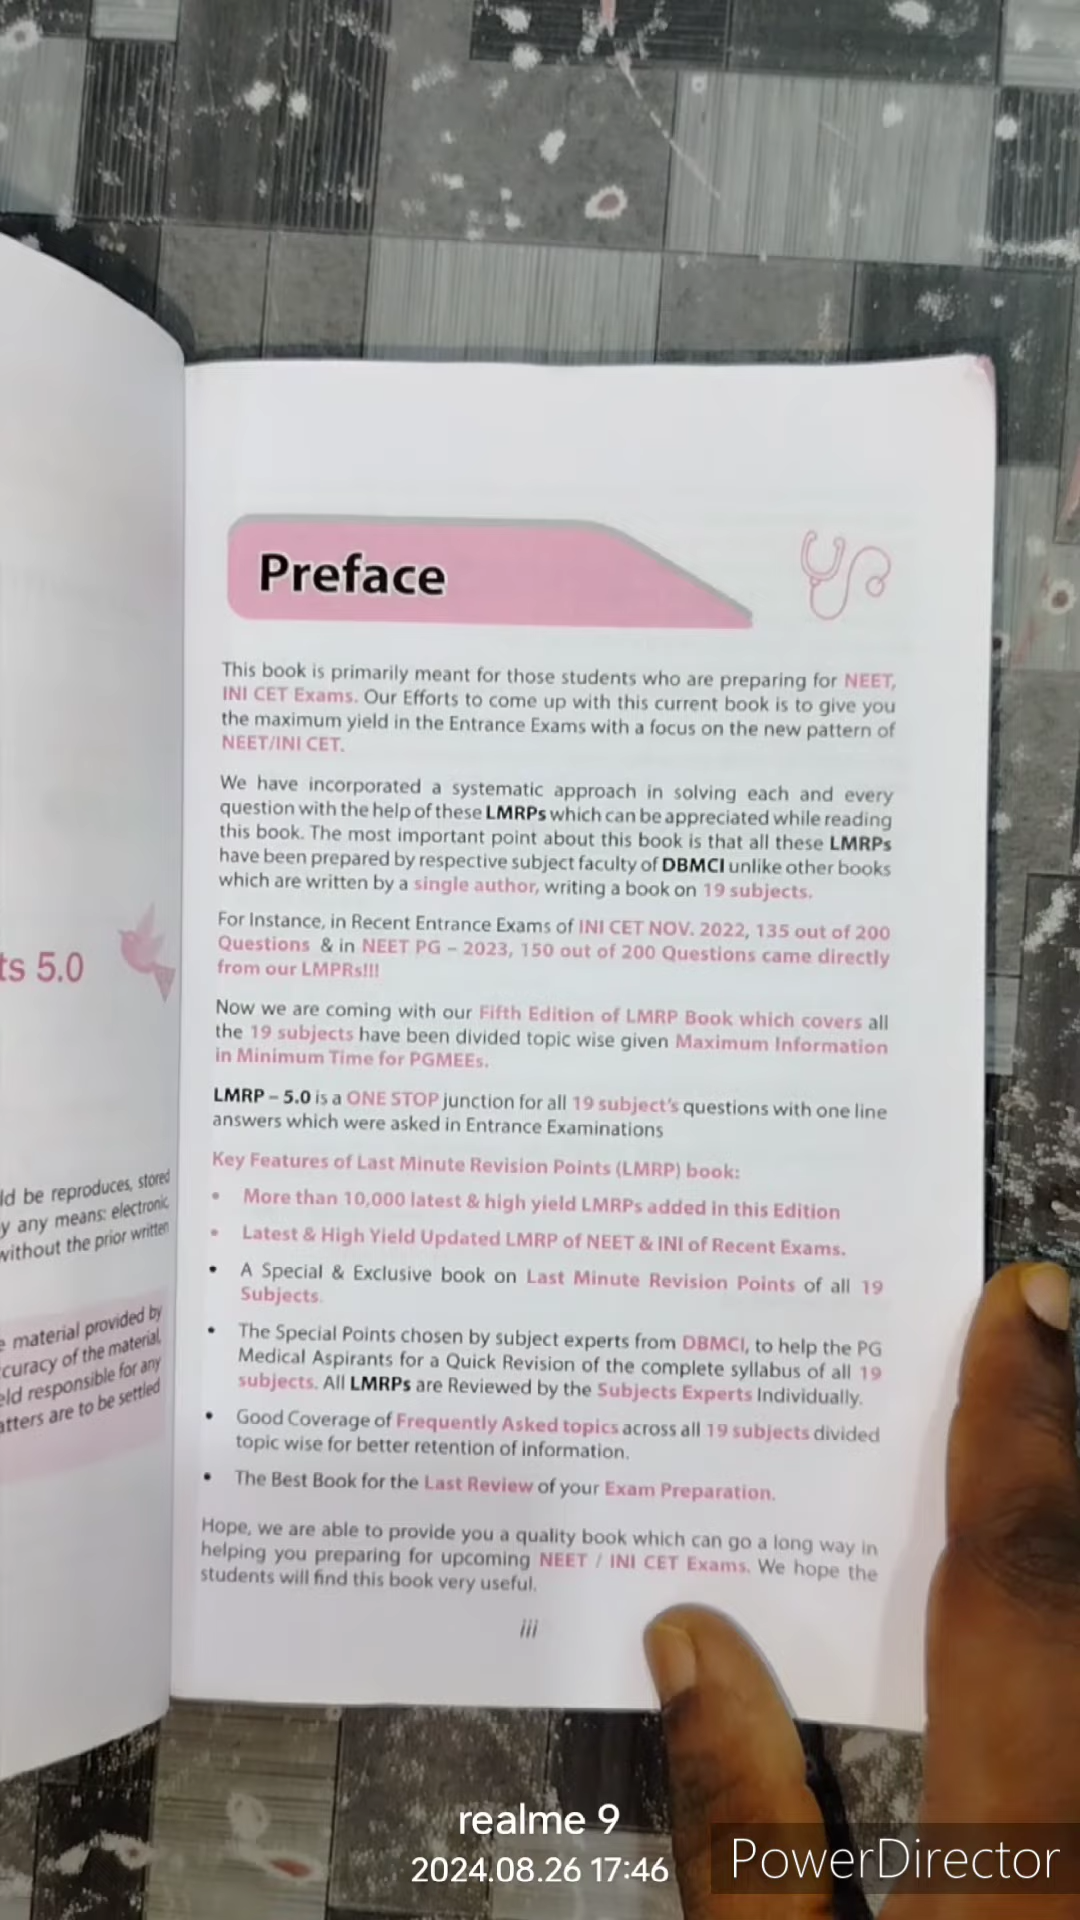 Preface
This book is primarily meant for those students who are preparing for NEET,
INI CET Exams. Our Efforts to come up with this current book is to give you
the maximum yield in the Entrance Exams with a focus on the new pattern of
NEET/INI CET.
We have incorporated a systematic approach in solving each and every
question with the help of these LMRPs which can be appreciated while reading
this book. The most important point about this book is that all these LMRPs
have been prepared by respective subject faculty of DBMCI unlike other books
which are written by a single author, writing a book on 19 subjects.
For Instance, in Recent Entrance Exams of INI CET NOV. 2022, 135 out of 200
Questions & in NEET PG – 2023, 150 out of 200 Questions came directly
from our LMPRs!!!
Now we are coming with our Fifth Edition of LMRP Book which covers all
the 19 subjects have been divided topic wise given Maximum Information
in Minimum Time for PGMEEs.
LMRP – 5.0 is a ONE STOP junction for all 19 subject's questions with one line
answers which were asked in Entrance Examinations
Key Features of Last Minute Revision Points (LMRP) book:
• More than 10,000 latest & high yield LMRPs added in this Edition
• Latest & High Yield Updated LMRP of NEET & INI of Recent Exams.
• A Special & Exclusive book on Last Minute Revision Points of all 19
Subjects.
• The Special Points chosen by subject experts from DBMCI, to help the PG
Medical Aspirants for a Quick Revision of the complete syllabus of all 19
subjects. All LMRPs are Reviewed by the Subjects Experts Individually.
• Good Coverage of Frequently Asked topics across all 19 subjects divided
topic wise for better retention of information.
• The Best Book for the Last Review of your Exam Preparation.
Hope, we are able to provide you a quality book which can go a long way in
helping you preparing for upcoming NEET / INI CET Exams. We hope the
students will find this book very useful.
iii
ts 5.0
ld be reproduces, stored
y any means: electronic,
without the prior written
e material provided by
curacy of the material,
eld responsible for any
atters are to be settled
realme 9
2024.08.26 17:46
PowerDirector